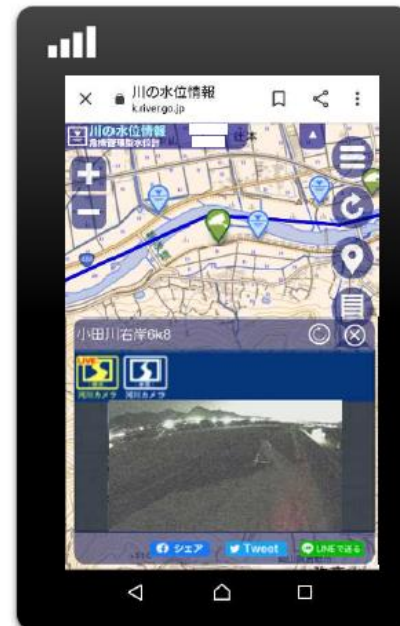 川の水位情報
k.river.go.jp
川の水位情報
危機管理型水位計
小田川右岸6k8
LIVE
河川カメラ
河川カメラ
シェア
Tweet
LINEで送る